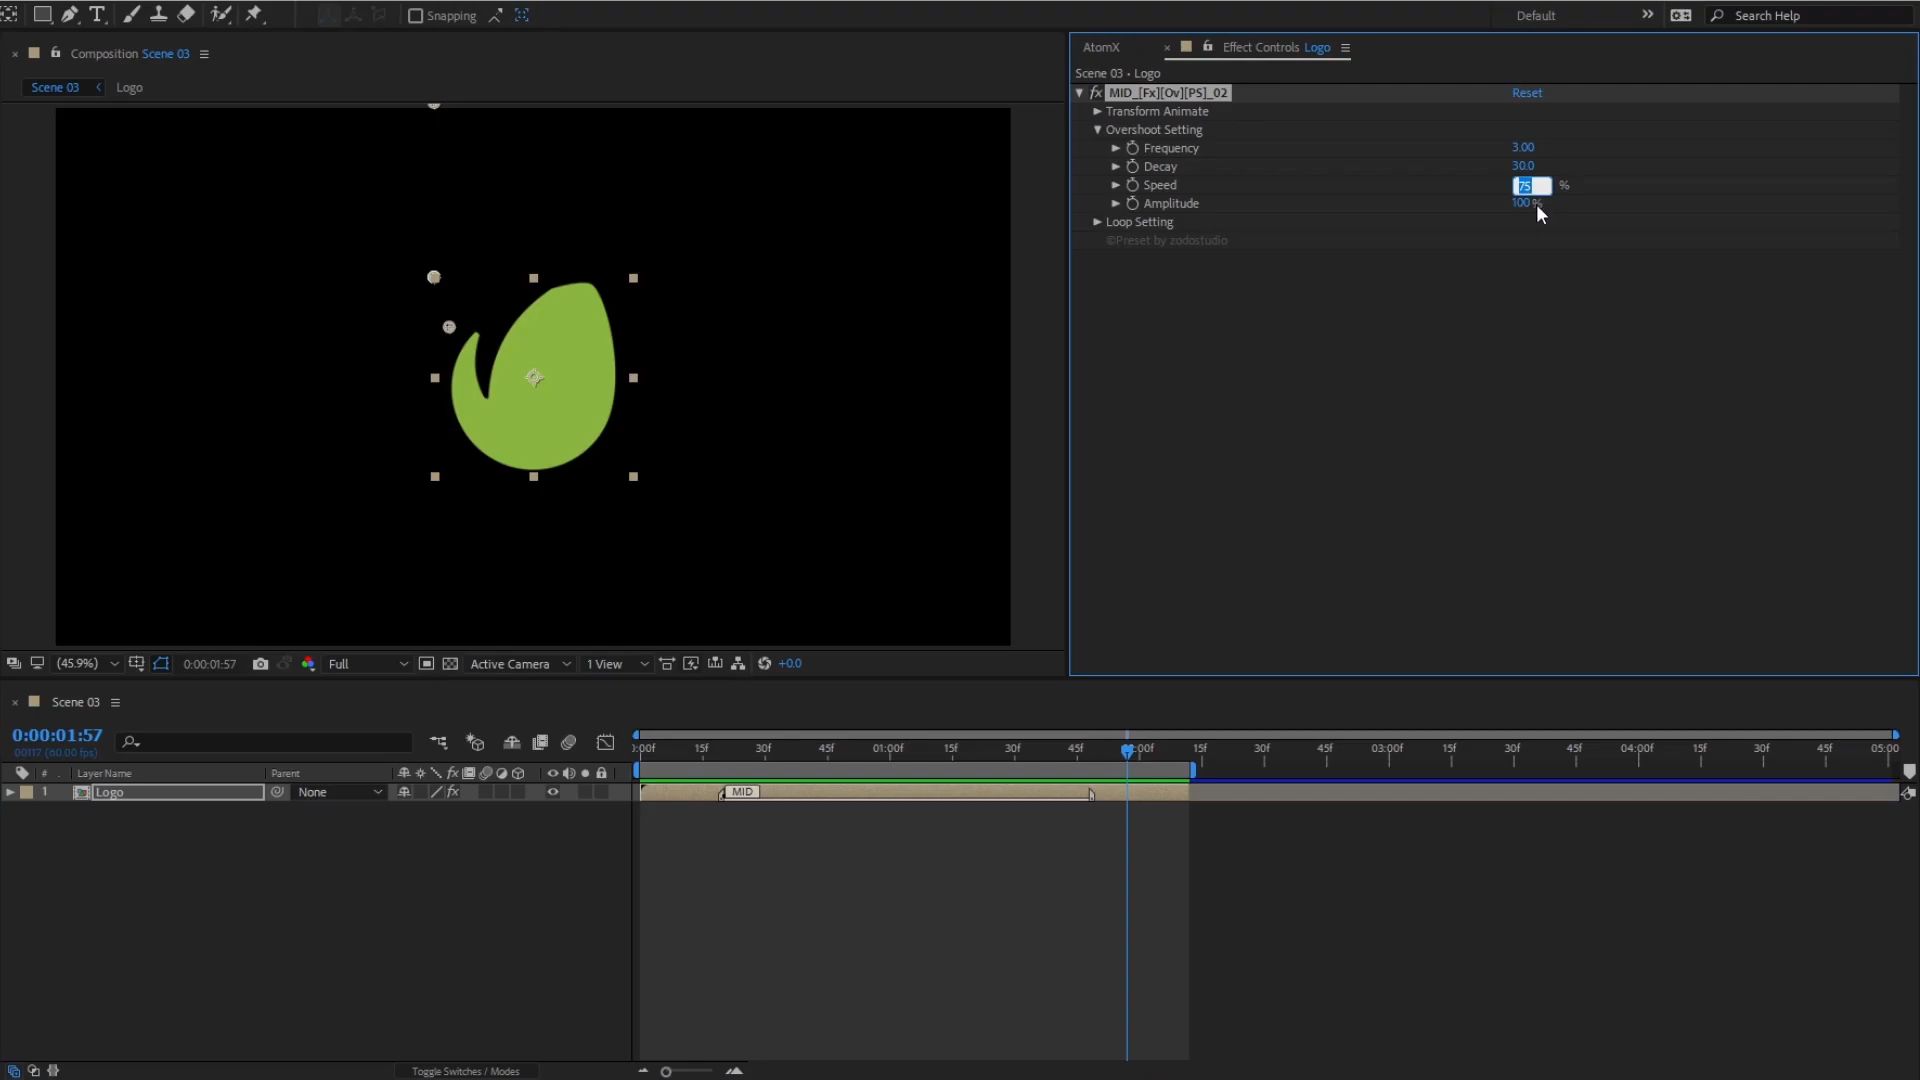 Snapping
Default
Search Help
Composition Scene 03
AtomX
Effect Controls Logo
Scene 03 • Logo
Scene 03
Logo
fx MID_[Fx][Ov][PS]_02
Reset
Transform Animate
Overshoot Setting
Frequency
3.00
Decay
30.0
Speed
75 %
Amplitude
100 %
Loop Setting
©Preset by zodostudio
(45.9%)
0:00:01:57
Full
Active Camera
1 View
+0.0
Scene 03
0:00:01:57
00117 (60.00 fps)
:00f 15f 30f 45f 01:00f 15f 30f 45f :00f 15f 30f 45f 03:00f 15f 30f 45f 04:00f 15f 30f 45f 05:00
# . Layer Name
Parent
fx
1 Logo
None
fx
MID
Toggle Switches / Modes